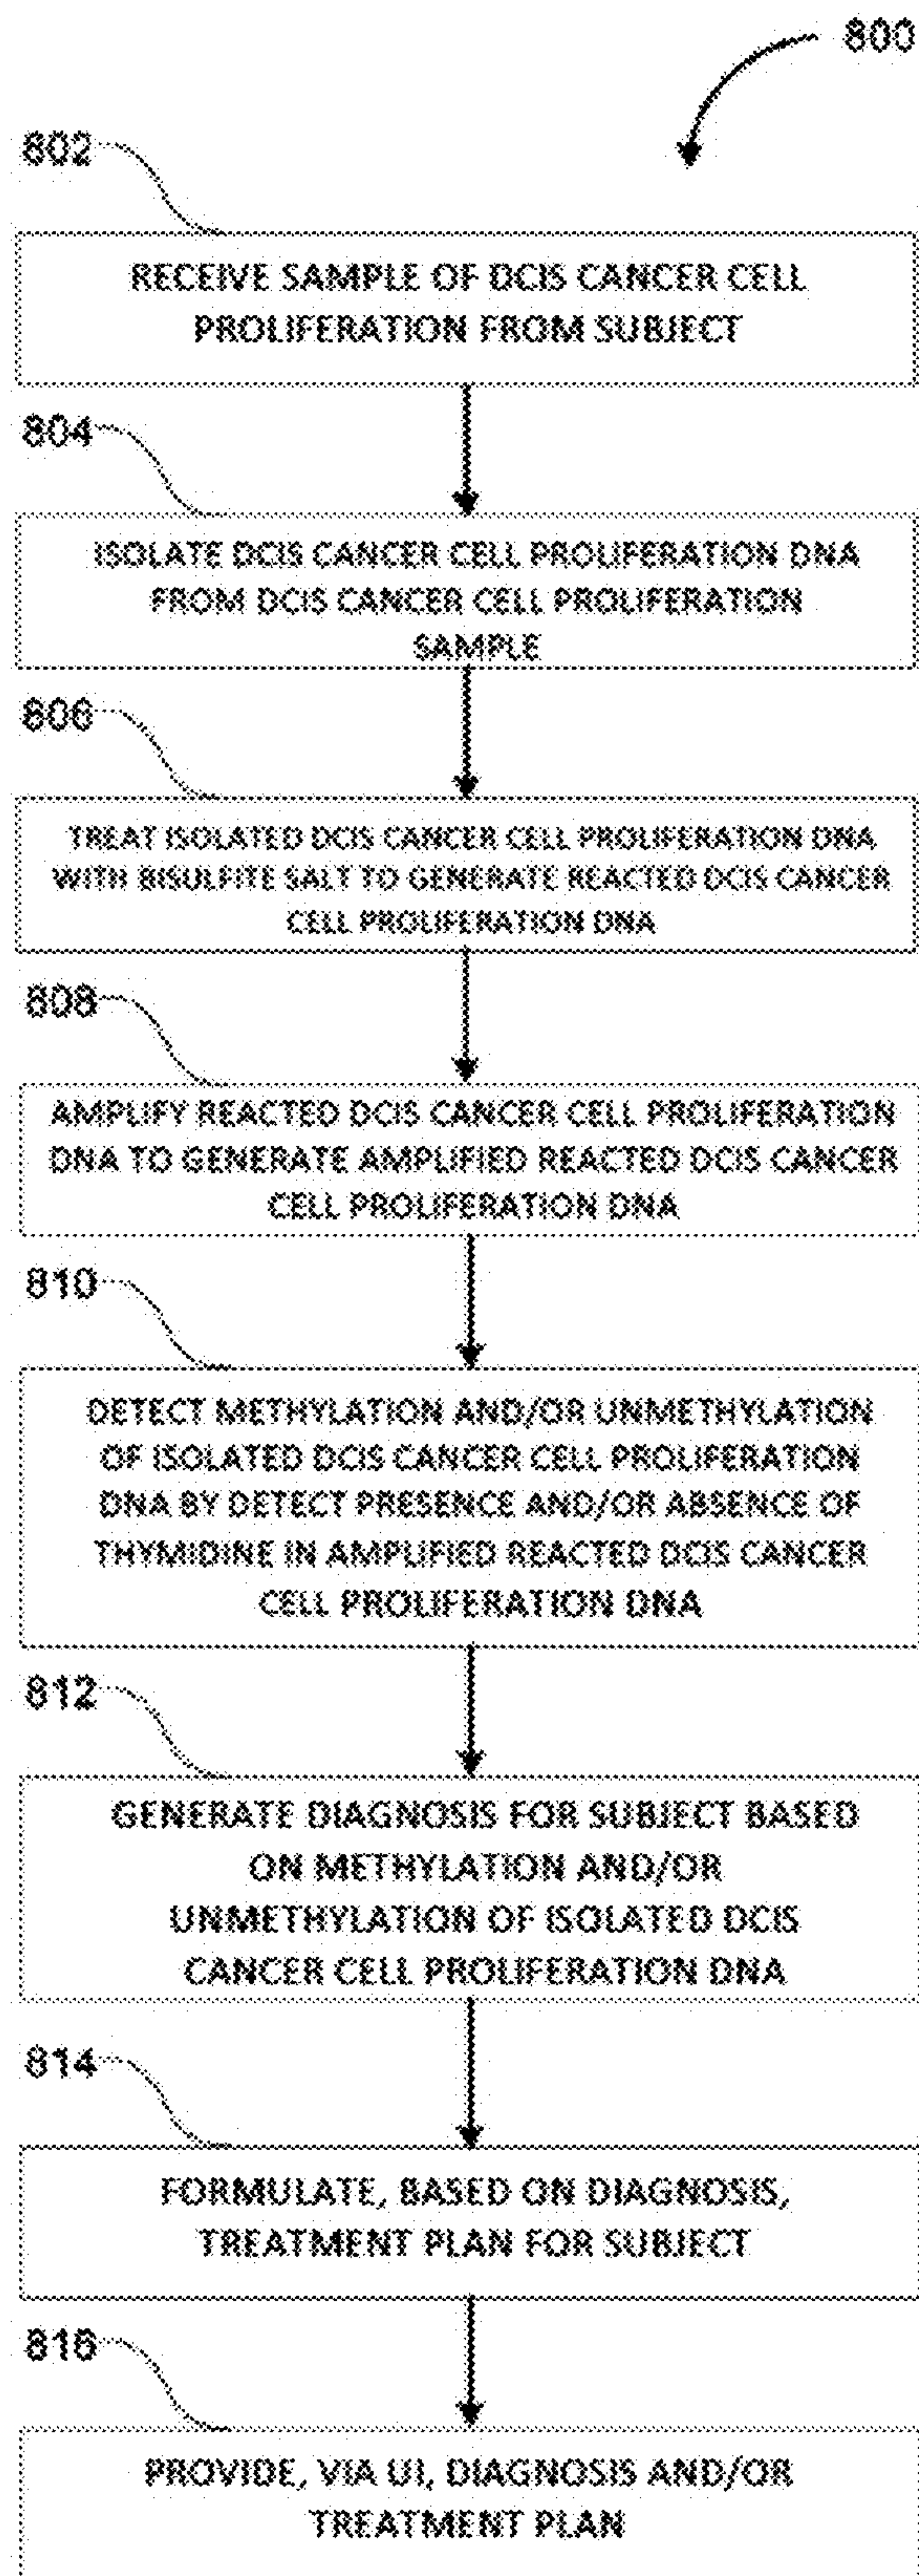 800
802
RECEIVE SAMPLE OF DCIS CANCER CELL
PROLIFERATION FROM SUBJECT
804
ISOLATE DCIS CANCER CELL PROLIFERATION DNA
FROM DCIS CANCER CELL PROLIFERATION
SAMPLE
806
TREAT ISOLATED DCIS CANCER CELL PROLIFERATION DNA
WITH BISULFITE SALT TO GENERATE REACTED DCIS CANCER
CELL PROLIFERATION DNA
808
AMPLIFY REACTED DCIS CANCER CELL PROLIFERATION
DNA TO GENERATE AMPLIFIED REACTED DCIS CANCER
CELL PROLIFERATION DNA
810
DETECT METHYLATION AND/OR UNMETHYLATION
OF ISOLATED DCIS CANCER CELL PROLIFERATION
DNA BY DETECT PRESENCE AND/OR ABSENCE OF
THYMIDINE IN AMPLIFIED REACTED DCIS CANCER
CELL PROLIFERATION DNA
812
GENERATE DIAGNOSIS FOR SUBJECT BASED
ON METHYLATION AND/OR
UNMETHYLATION OF ISOLATED DCIS
CANCER CELL PROLIFERATION DNA
814
FORMULATE, BASED ON DIAGNOSIS,
TREATMENT PLAN FOR SUBJECT
816
PROVIDE, VIA UI, DIAGNOSIS AND/OR
TREATMENT PLAN